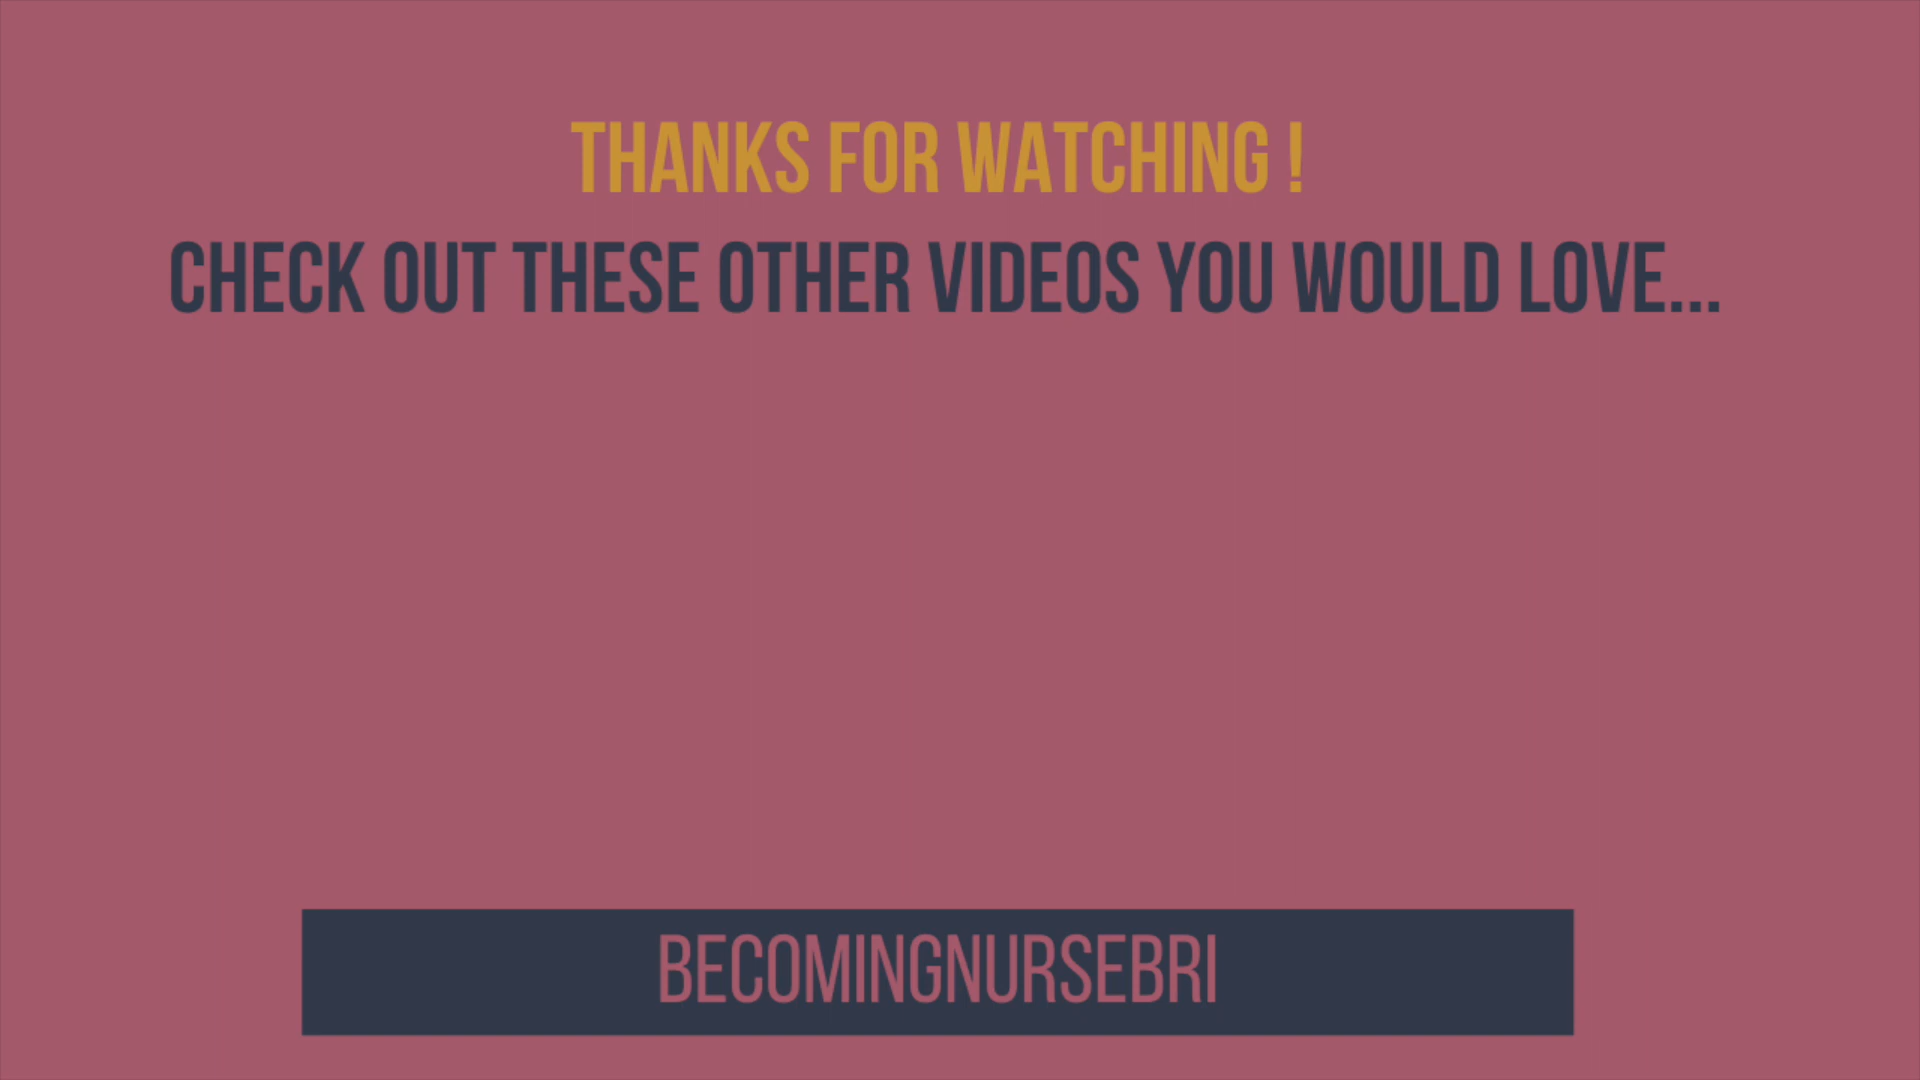 THANKS FOR WATCHING !
CHECK OUT THESE OTHER VIDEOS YOU WOULD LOVE...
BECOMINGNURSEBRI